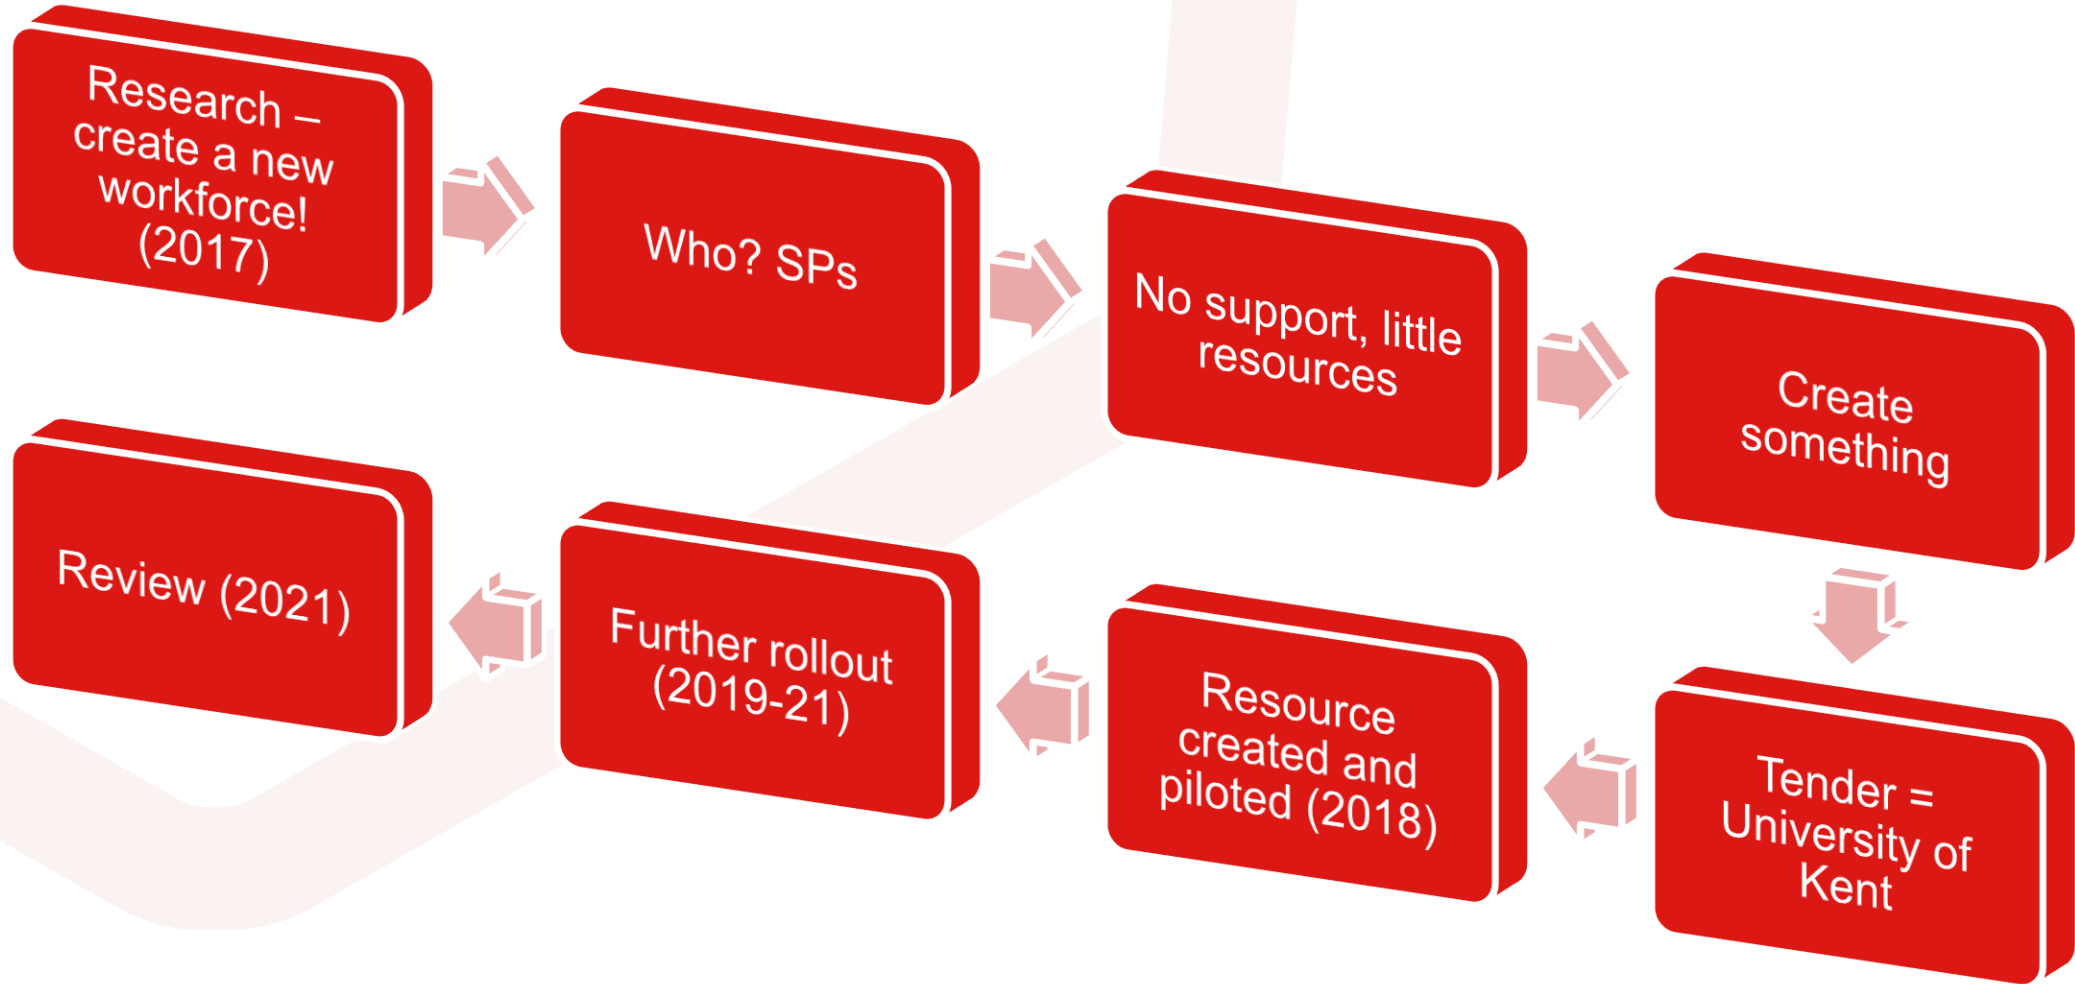 Research –
create a new
workforce!
(2017)
Who? SPs
No support, little
resources
Create
something
Tender =
University of
Kent
Resource
created and
piloted (2018)
Further rollout
(2019-21)
Review (2021)